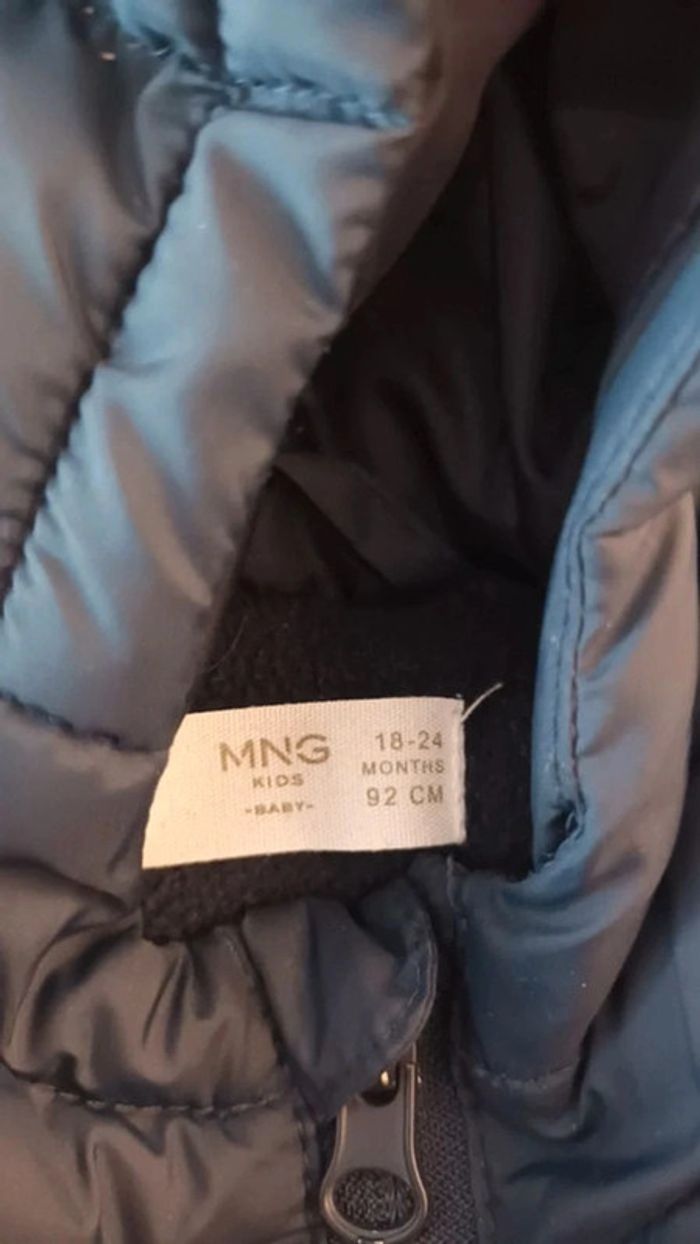 MNG
KIDS
-BABY-
18-24
MONTHS
92 CM